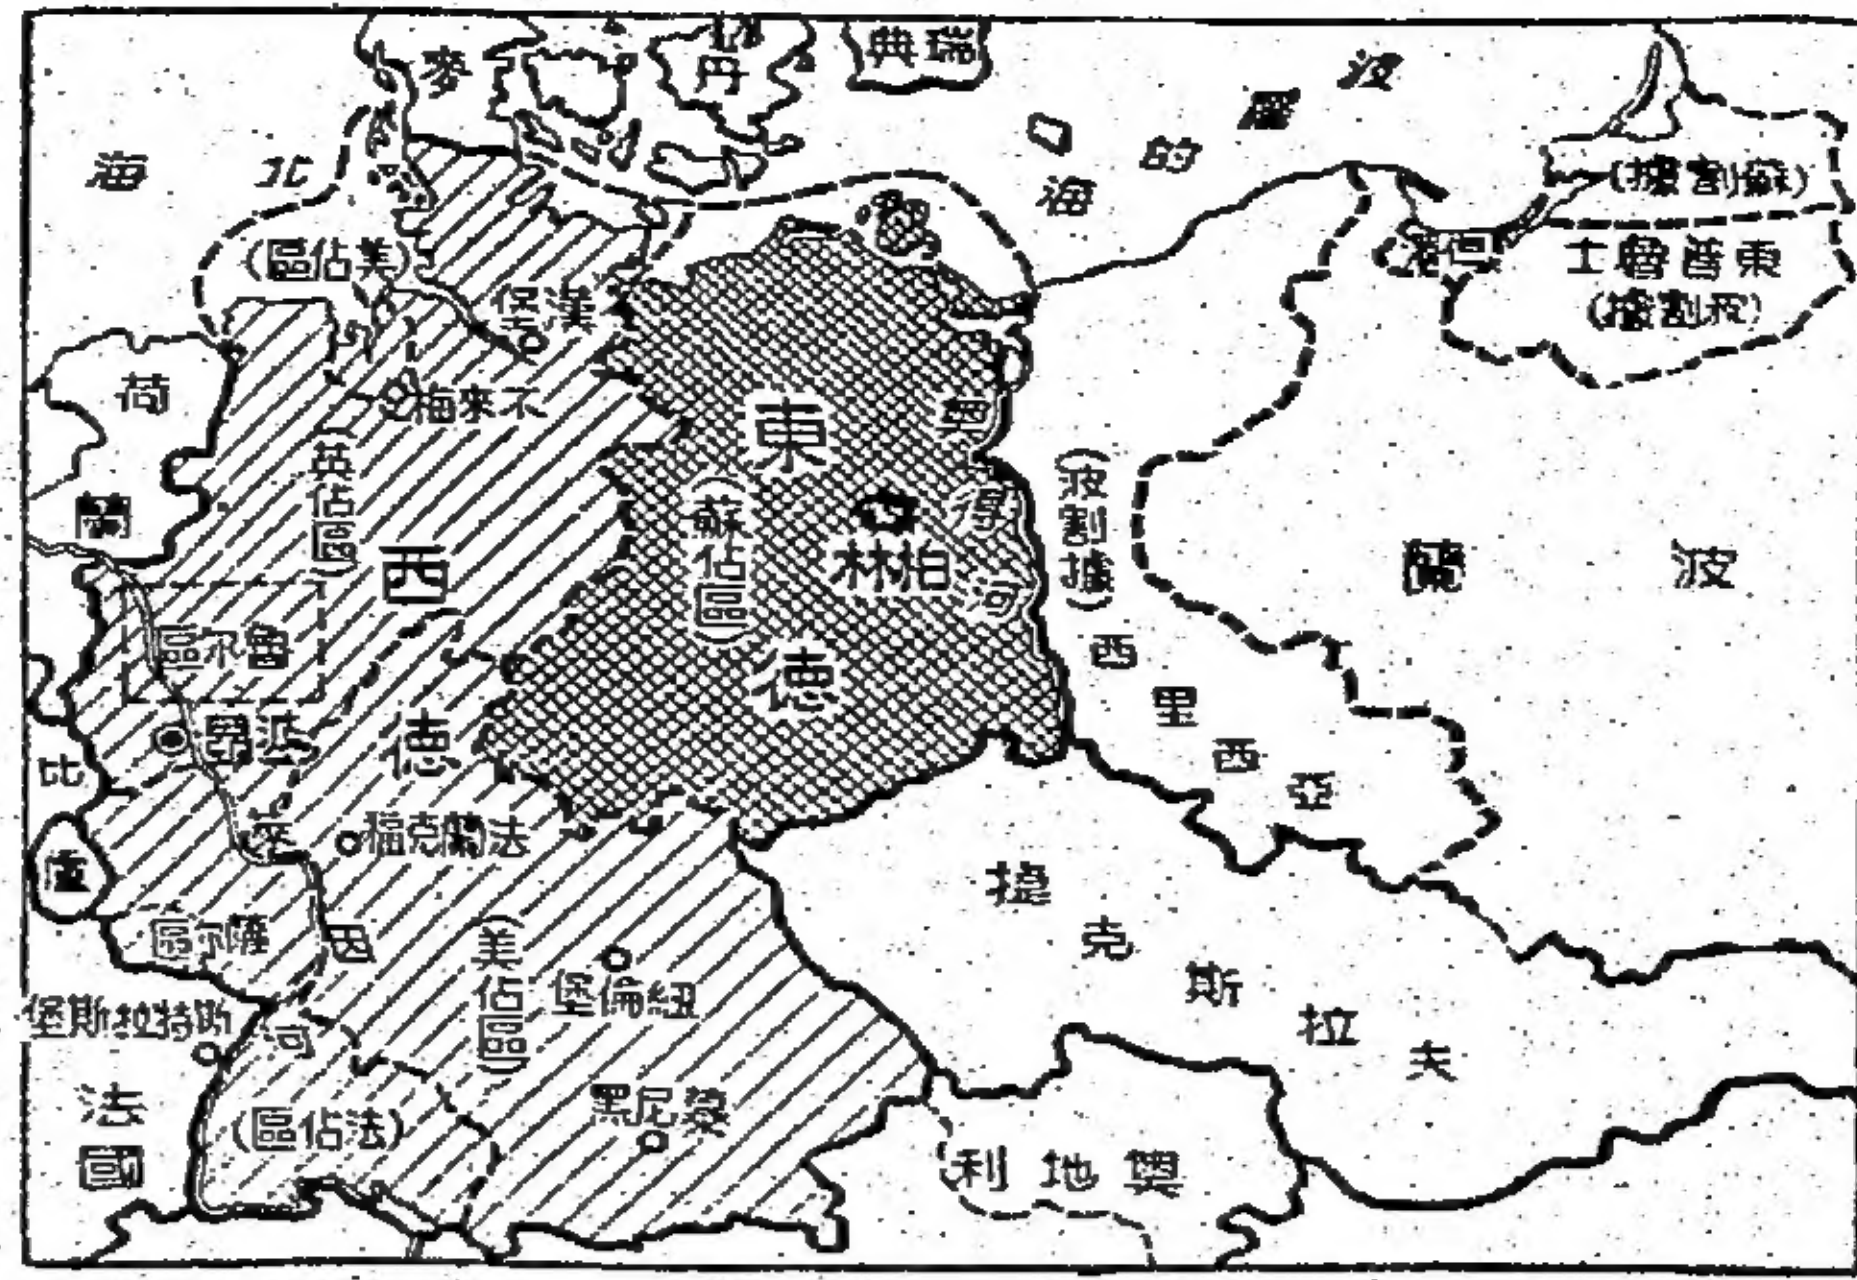 瑞典
丹
麥
波
羅
的
海
北
海
(蘇割據)
東普魯士
(波割據)
但澤
(美佔區)
漢堡
不來梅
荷
蘭
英佔區)
西
德
東
德
(蘇佔區)
柏林
得
河
(波割據)
西
里
西
亞
波
蘭
魯尔區
比
盧
萊
因
河
法蘭克福
薩尔區
(美佔區)
紐倫堡
斯特拉斯堡
法
國
(法佔區)
慕尼黑
捷
克
斯
拉
夫
奧地利